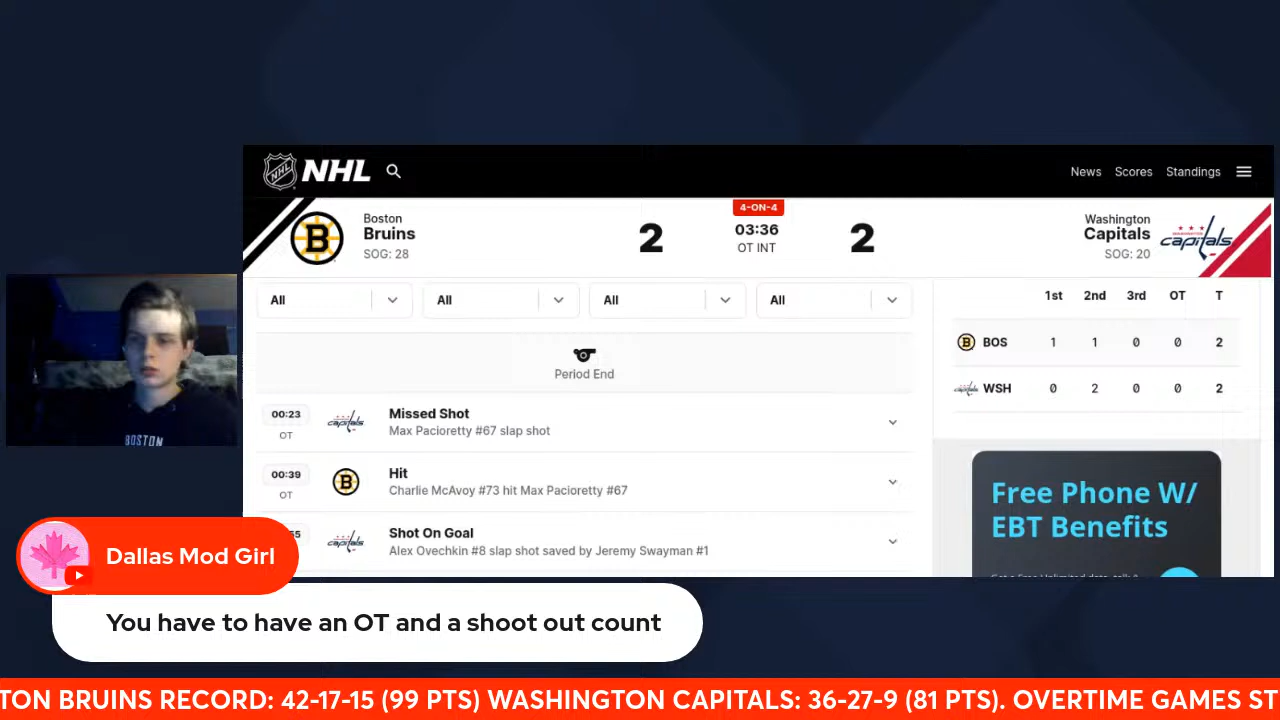 NHL
News Scores Standings
4-ON-4
Boston
Bruins
SOG: 28
2
03:36
OT INT
2
Washington
Capitals
SOG: 20
capitals
All All All All
1st 2nd 3rd OT T
BOS 1 1 0 0 2
WSH 0 2 0 0 2
Period End
00:23
OT
Missed Shot
Max Pacioretty #67 slap shot
00:39
OT
Hit
Charlie McAvoy #73 hit Max Pacioretty #67
Shot On Goal
Alex Ovechkin #8 slap shot saved by Jeremy Swayman #1
Free Phone W/
EBT Benefits
BOSTON
Dallas Mod Girl
You have to have an OT and a shoot out count
TON BRUINS RECORD: 42-17-15 (99 PTS) WASHINGTON CAPITALS: 36-27-9 (81 PTS). OVERTIME GAMES ST